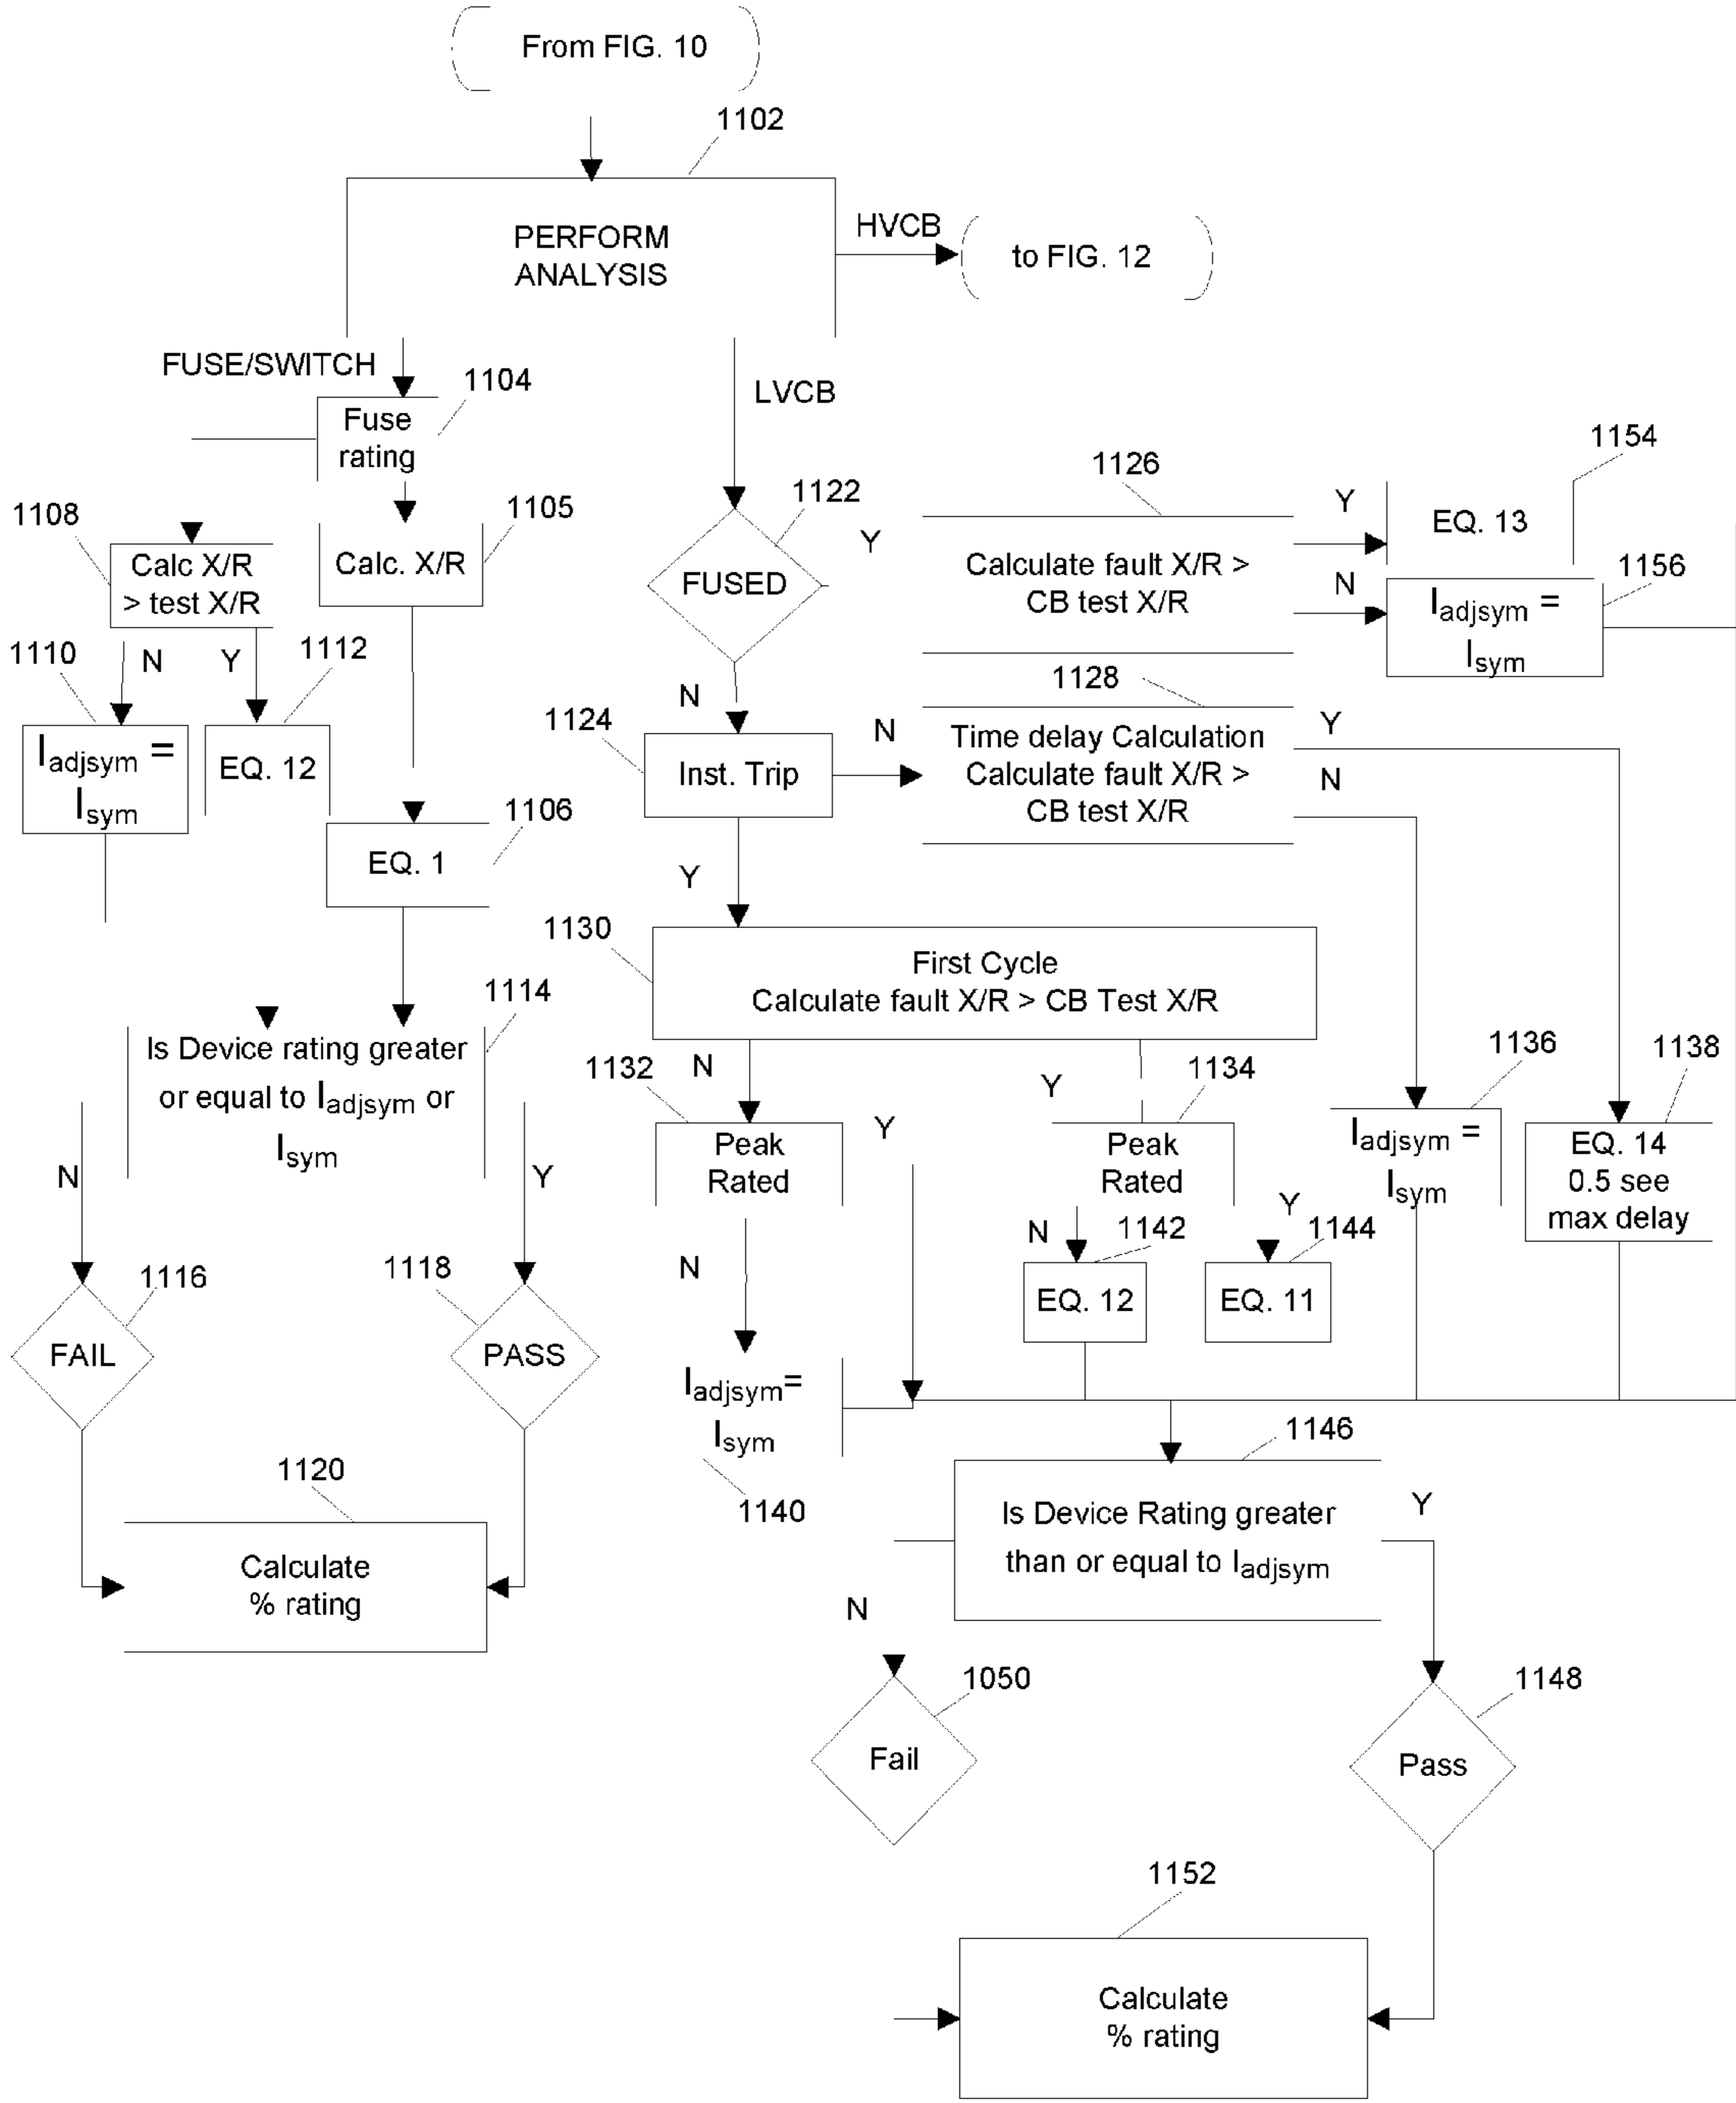 From FIG. 10
1102
PERFORM
ANALYSIS
HVCB
to FIG. 12
FUSE/SWITCH
1104
LVCB
Fuse
rating
1154
1126
1122
1108
1105
Y
Y
EQ. 13
Calc X/R
> test X/R
Calc. X/R
FUSED
Calculate fault X/R >
CB test X/R
N
1156
Iadjsym =
Isym
1110
N
Y
1112
1128
N
1124
N
Y
Iadjsym =
Isym
EQ. 12
Inst. Trip
Time delay Calculation
Calculate fault X/R >
CB test X/R
N
1106
EQ. 1
Y
1130
First Cycle
Calculate fault X/R > CB Test X/R
1114
Is Device rating greater
or equal to Iadjsym or
Isym
N
1132
Y
1134
1136
1138
Y
Peak
Rated
Peak
Rated
Iadjsym =
Isym
EQ. 14
0.5 see
max delay
N
Y
N
1142
Y
1144
N
1116
1118
EQ. 12
EQ. 11
FAIL
PASS
Iadjsym=
Isym
1146
1120
1140
Is Device Rating greater
than or equal to Iadjsym
Y
Calculate
% rating
N
1050
1148
Fail
Pass
1152
Calculate
% rating